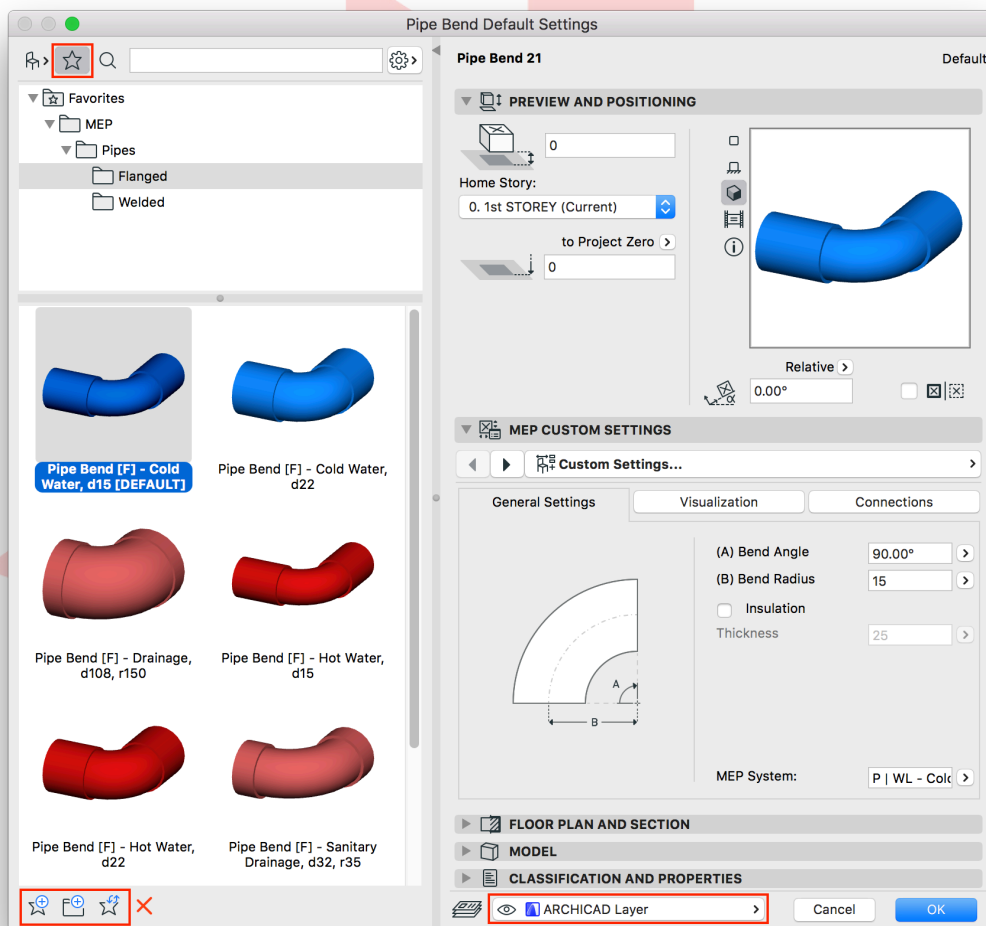 Pipe Bend Default Settings
Favorites
MEP
Pipes
Flanged
Welded
Pipe Bend [F] - Cold
Water, d15 [DEFAULT]
Pipe Bend [F] - Cold Water,
d22
Pipe Bend [F] - Drainage,
d108, r150
Pipe Bend [F] - Hot Water,
d15
Pipe Bend [F] - Hot Water,
d22
Pipe Bend [F] - Sanitary
Drainage, d32, r35
Pipe Bend 21
Default
PREVIEW AND POSITIONING
0
Home Story:
0. 1st STOREY (Current)
to Project Zero
0
Relative
α
0.00°
MEP CUSTOM SETTINGS
Custom Settings...
General Settings
Visualization
Connections
A
B
(A) Bend Angle
90.00°
(B) Bend Radius
15
Insulation
Thickness
25
MEP System:
P | WL - Cold
FLOOR PLAN AND SECTION
MODEL
CLASSIFICATION AND PROPERTIES
ARCHICAD Layer
Cancel
OK